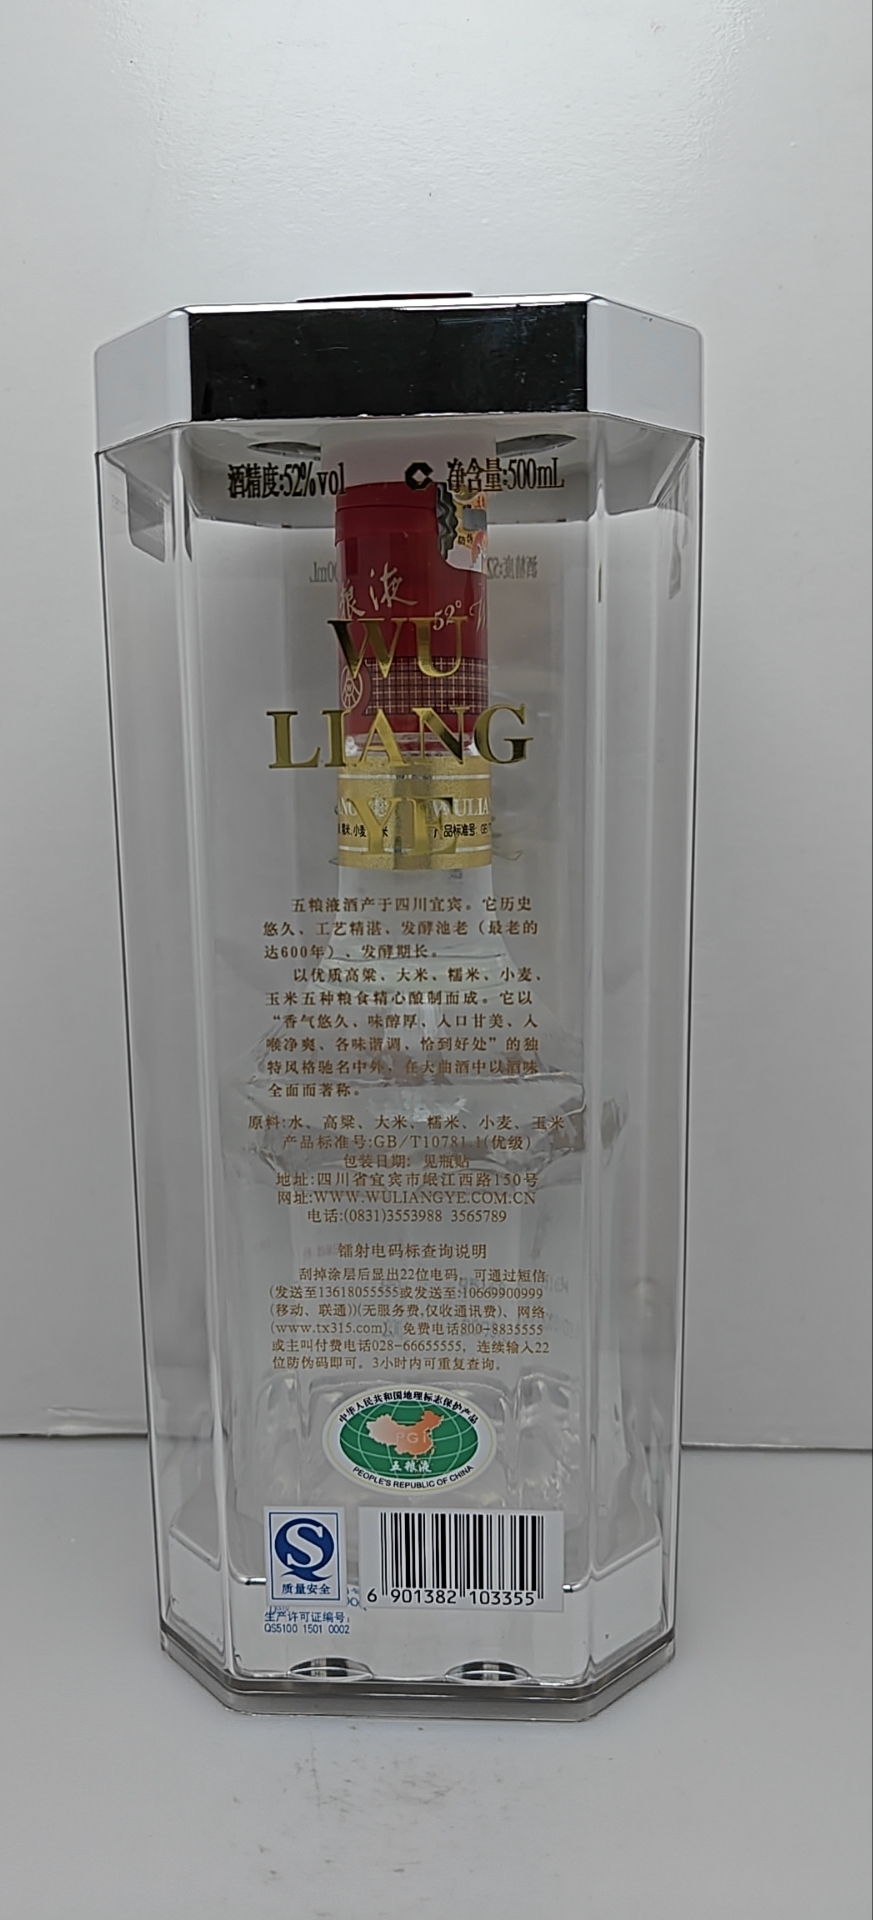 酒精度:52%vol 净含量:500mL
粮液
52°
WU
LIANG
YE
WULIA
米、小麦
产品标准号: GB
五粮液酒产于四川宜宾。它历史
悠久、工艺精湛、发酵池老（最老的
达600年）、发酵期长。
以优质高粱、大米、糯米、小麦、
玉米五种粮食精心酿制而成。它以
“香气悠久、味醇厚、入口甘美、入
喉净爽、各味谐调、恰到好处”的独
特风格驰名中外，在大曲酒中以酒味
全面而著称。
原料:水、高粱、大米、糯米、小麦、玉米
产品标准号:GB/T10781.1(优级)
包装日期: 见瓶贴
地址:四川省宜宾市岷江西路150号
网址:WWW.WULIANGYE.COM.CN
电话:(0831)3553988 3565789
镭射电码标查询说明
刮掉涂层后显出22位电码，可通过短信
(发送至13618055555或发送至:10669900999
(移动、联通))(无服务费,仅收通讯费)、网络
(www.tx315.com)、免费电话800-8835555
或主叫付费电话028-66655555，连续输入22
位防伪码即可。3小时内可重复查询。
中华人民共和国地理标志保护产品
PGI
五粮液
PEOPLE'S REPUBLIC OF CHINA
质量安全
6 901382 103355
生产许可证编号:
QS5100 1501 0002